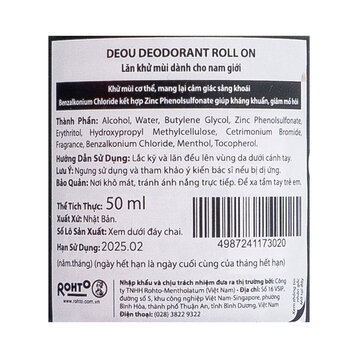 DEOU DEODORANT ROLL ON
Lăn khử mùi dành cho nam giới
Khử mùi cơ thể, mang lại cảm giác sảng khoái
Benzalkonium Chloride kết hợp Zinc Phenolsulfonate giúp kháng khuẩn, giảm mồ hôi
Thành Phần: Alcohol, Water, Butylene Glycol, Zinc Phenolsulfonate,
Erythritol, Hydroxypropyl Methylcellulose, Cetrimonium Bromide,
Fragrance, Benzalkonium Chloride, Menthol, Tocopherol.
Hướng Dẫn Sử Dụng: Lắc kỹ và lăn đều lên vùng da dưới cánh tay.
Lưu Ý: Ngưng sử dụng và tham khảo ý kiến bác sĩ nếu bị dị ứng.
Bảo Quản: Nơi khô mát, tránh ánh nắng trực tiếp. Để xa tầm tay trẻ em.
Thể Tích Thực: 50 ml
Xuất Xứ: Nhật Bản.
Số Lô Sản Xuất: Xem dưới đáy chai.
Hạn Sử Dụng: 2025.02
4987241173020
(năm.tháng) (ngày hết hạn là ngày cuối cùng của tháng hết hạn)
ROHTO
www.rohto.com.vn
Nhập khẩu và chịu trách nhiệm đưa ra thị trường bởi: Công
ty TNHH Rohto-Mentholatum (Việt Nam) - Địa chỉ: Số 16 VSIP,
đường số 5, khu công nghiệp Việt Nam-Singapore, phường
Bình Hòa, thành phố Thuận An, tỉnh Bình Dương, Việt Nam.
Điện thoại: (028) 3822 9322